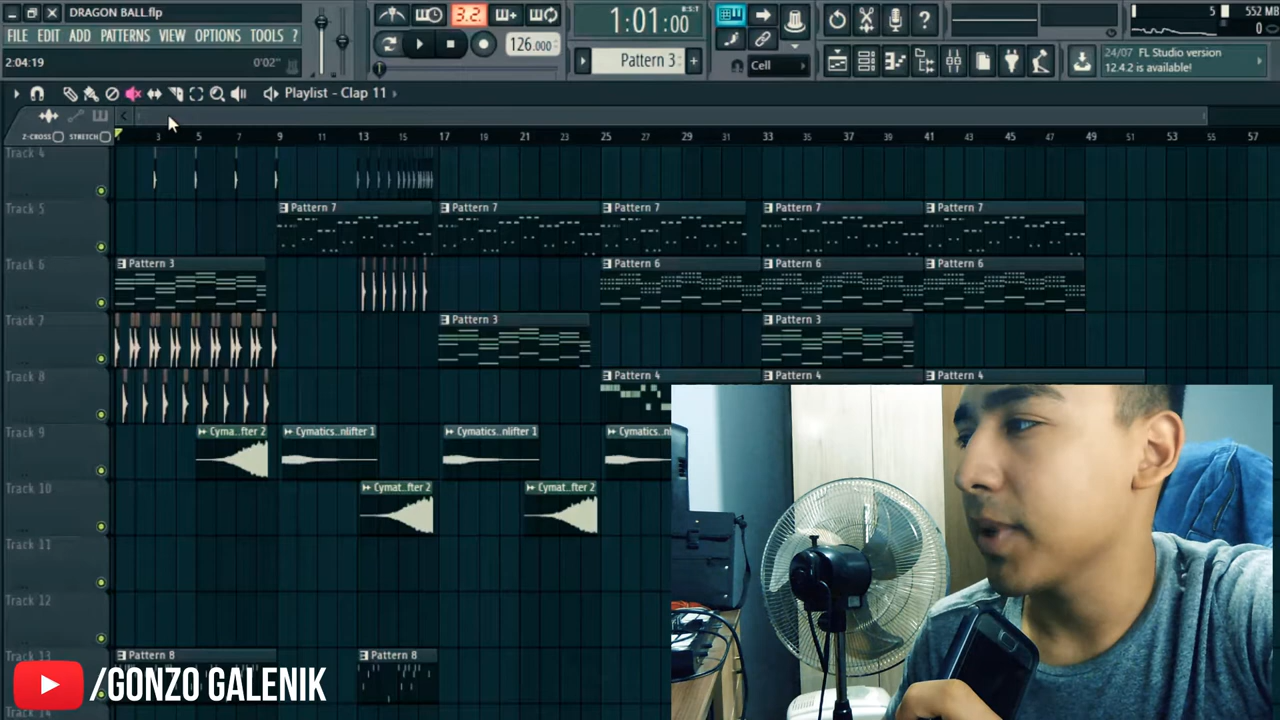 DRAGON BALL.flp
FILE EDIT ADD PATTERNS VIEW OPTIONS TOOLS ?
2:04:19 0'02"
3.2.
126.000
B:S:T
1:01:00
Pattern 3
Cell
5 552 MB
0
24/07 FL Studio version
12.4.2 is available!
Playlist - Clap 11
Z-CROSS STRETCH
3 5 7 9 11 13 15 17 19 21 23 25 27 29 31 33 35 37 39 41 43 45 47 49 51 53 55 57
Track 4
Track 5 Pattern 7 Pattern 7 Pattern 7 Pattern 7 Pattern 7
Track 6 Pattern 3 Pattern 6 Pattern 6 Pattern 6
Track 7 Pattern 3 Pattern 3
Track 8 Pattern 4 Pattern 4 Pattern 4
Track 9 Cyma..fter 2 Cymatics..nlifter 1 Cymatics..nlifter 1 Cymatics..n
Track 10 Cymat..fter 2 Cymat..fter 2
Track 11
Track 12
Track 13 Pattern 8 Pattern 8
/GONZO GALENIK
Track 14